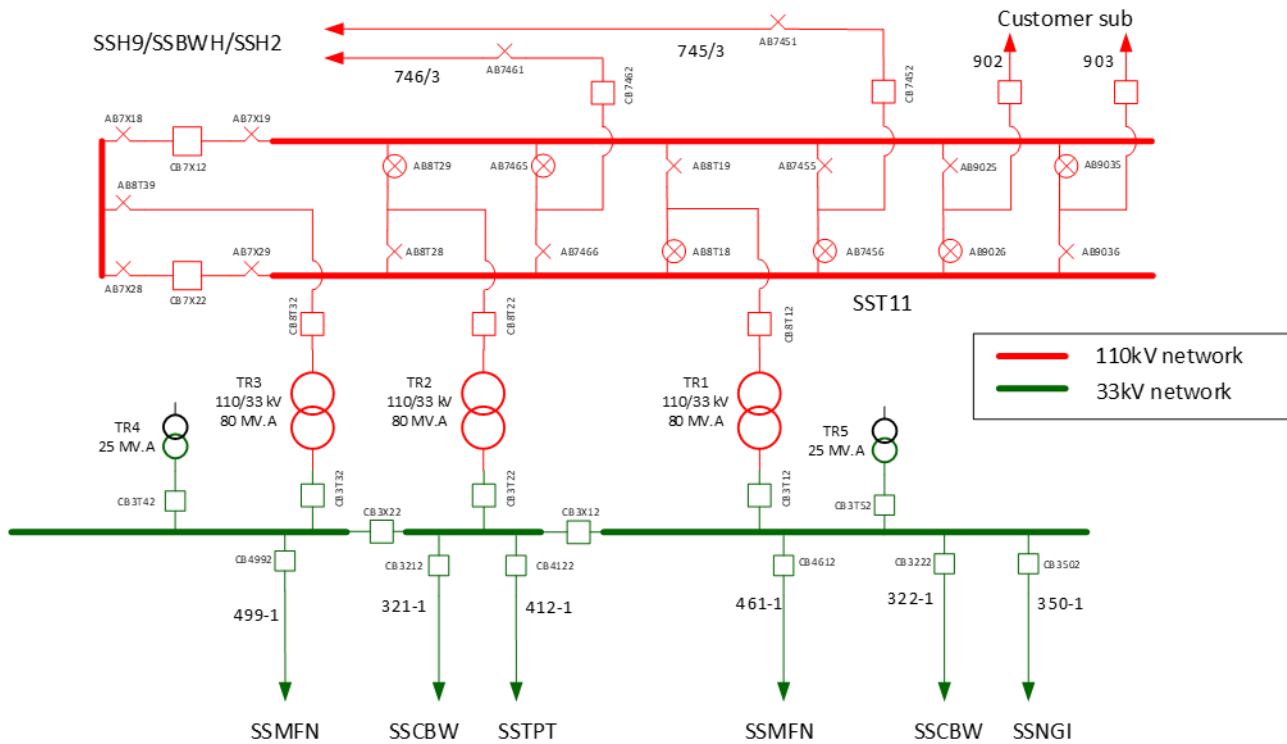 Customer sub
SSH9/SSBWH/SSH2
AB7451
745/3
902
903
AB7461
746/3
CB7462
CB7452
AB7X18
AB7X19
CB7X12
AB8T29
AB7465
AB8T19
AB7455
AB9025
AB9035
AB8T39
AB8T28
AB7466
AB8T18
AB7456
AB9026
AB9036
AB7X29
AB7X28
CB7X22
SST11
CB8T32
CB8T22
CB8T12
110kV network
33kV network
TR3
110/33 kV
80 MV.A
TR2
110/33 kV
80 MV.A
TR1
110/33 kV
80 MV.A
TR4
25 MV.A
TR5
25 MV.A
CB3T42
CB3T32
CB3T22
CB3T12
CB3T52
CB3X22
CB3X12
CB4992
CB3212
CB4122
CB4612
CB3222
CB3502
499-1
321-1
412-1
461-1
322-1
350-1
SSMFN
SSCBW
SSTPT
SSMFN
SSCBW
SSNGI